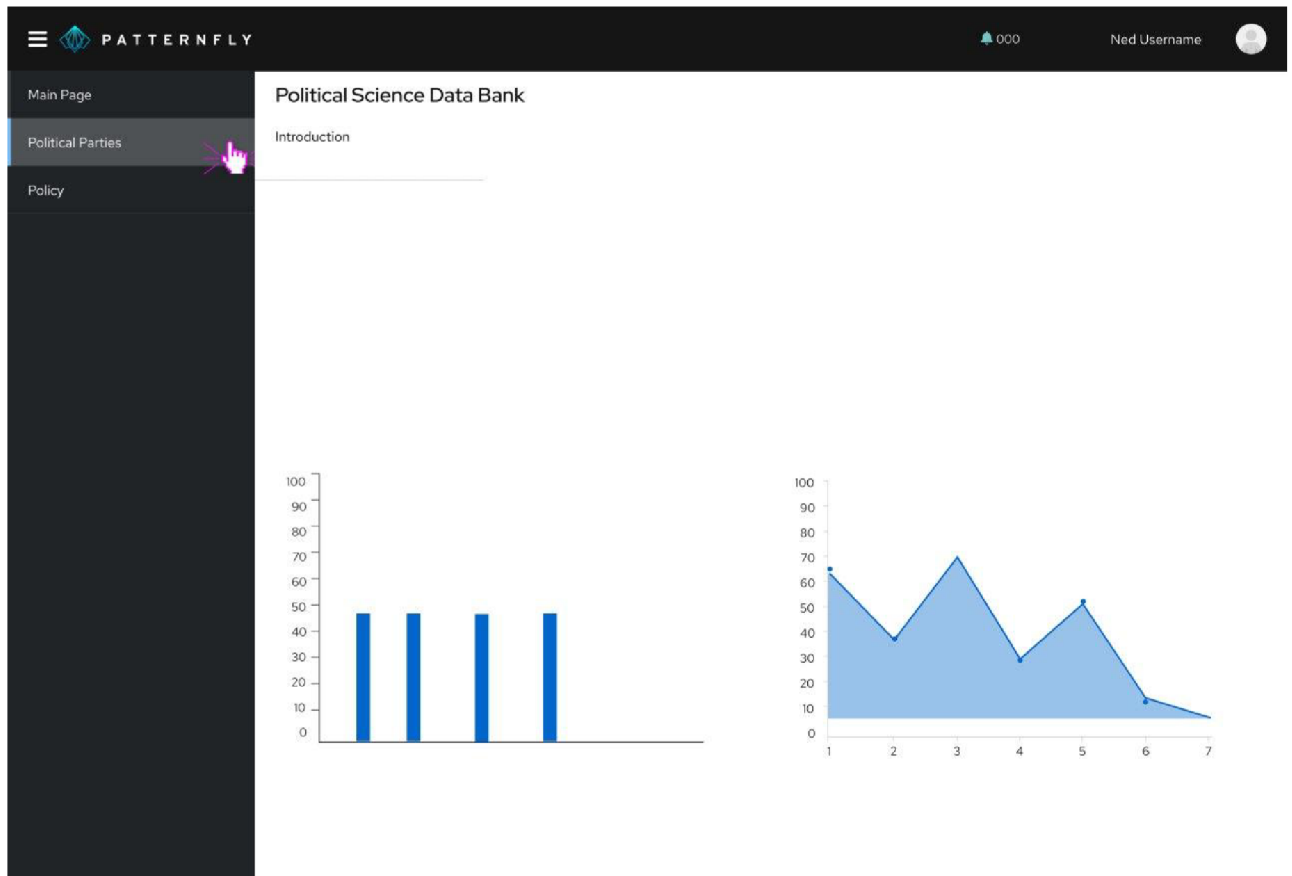 PATTERNFLY
000
Ned Username
Main Page
Political Parties
Policy
Political Science Data Bank
Introduction
100
90
80
70
60
50
40
30
20
10
0
100
90
80
70
60
50
40
30
20
10
0
1 2 3 4 5 6 7